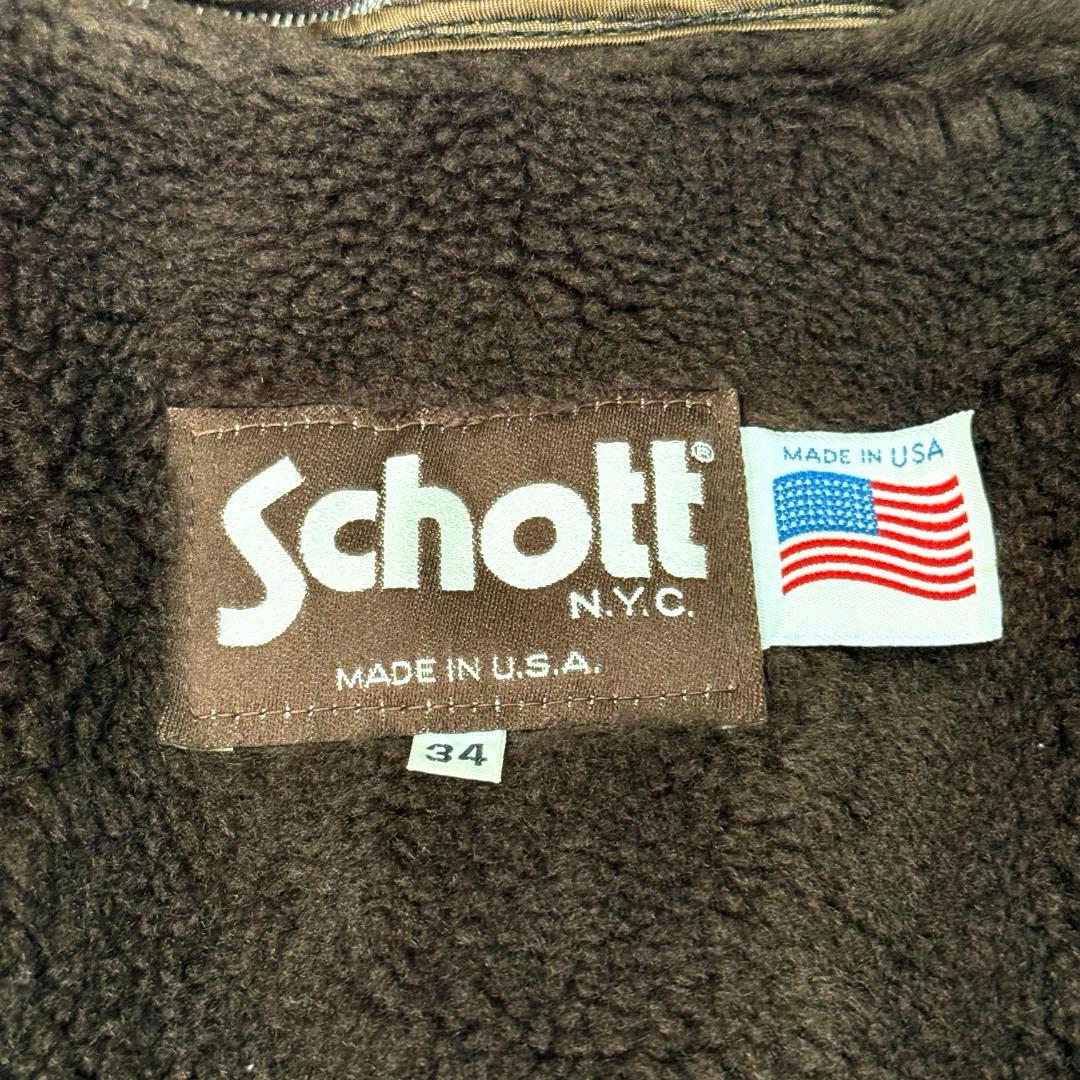 Schott®
N.Y.C.
MADE IN U.S.A.
34
MADE IN USA